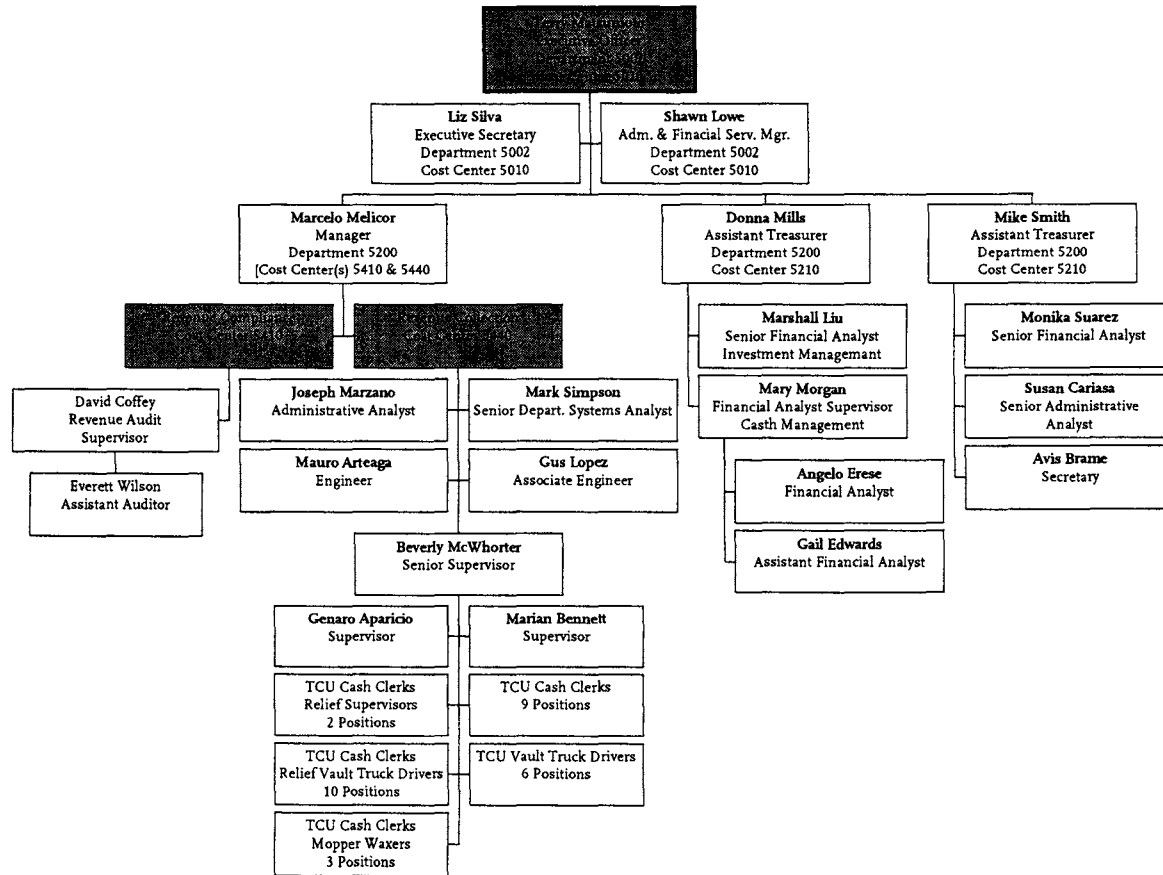 Liz Silva
Executive Secretary
Department 5002
Cost Center 5010
Shawn Lowe
Adm. & Finacial Serv. Mgr.
Department 5002
Cost Center 5010
Marcelo Melicor
Manager
Department 5200
[Cost Center(s) 5410 & 5440
Donna Mills
Assistant Treasurer
Department 5200
Cost Center 5210
Mike Smith
Assistant Treasurer
Department 5200
Cost Center 5210
Marshall Liu
Senior Financial Analyst
Investment Managemant
Monika Suarez
Senior Financial Analyst
David Coffey
Revenue Audit
Supervisor
Joseph Marzano
Administrative Analyst
Mark Simpson
Senior Depart. Systems Analyst
Mary Morgan
Financial Analyst Supervisor
Casth Management
Susan Cariasa
Senior Administrative
Analyst
Everett Wilson
Assistant Auditor
Mauro Arteaga
Engineer
Gus Lopez
Associate Engineer
Angelo Erese
Financial Analyst
Avis Brame
Secretary
Beverly McWhorter
Senior Supervisor
Gail Edwards
Assistant Financial Analyst
Genaro Aparicio
Supervisor
Marian Bennett
Supervisor
TCU Cash Clerks
Relief Supervisors
2 Positions
TCU Cash Clerks
9 Positions
TCU Cash Clerks
Relief Vault Truck Drivers
10 Positions
TCU Vault Truck Drivers
6 Positions
TCU Cash Clerks
Mopper Waxers
3 Positions